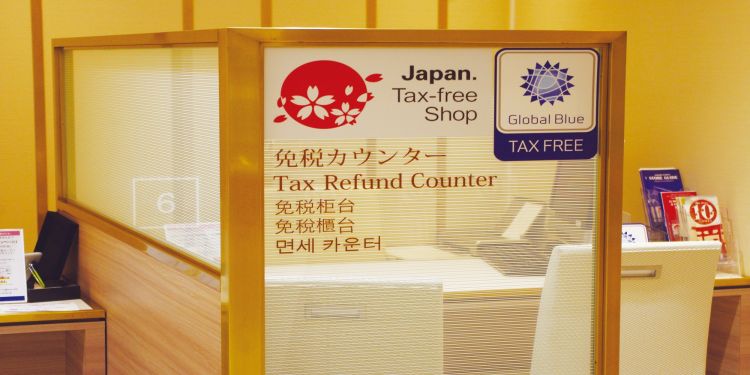 Japan.
Tax-free
Shop
Global Blue
TAX FREE
免税カウンター
Tax Refund Counter
免税柜台
免稅櫃台
면세 카운터
6
10